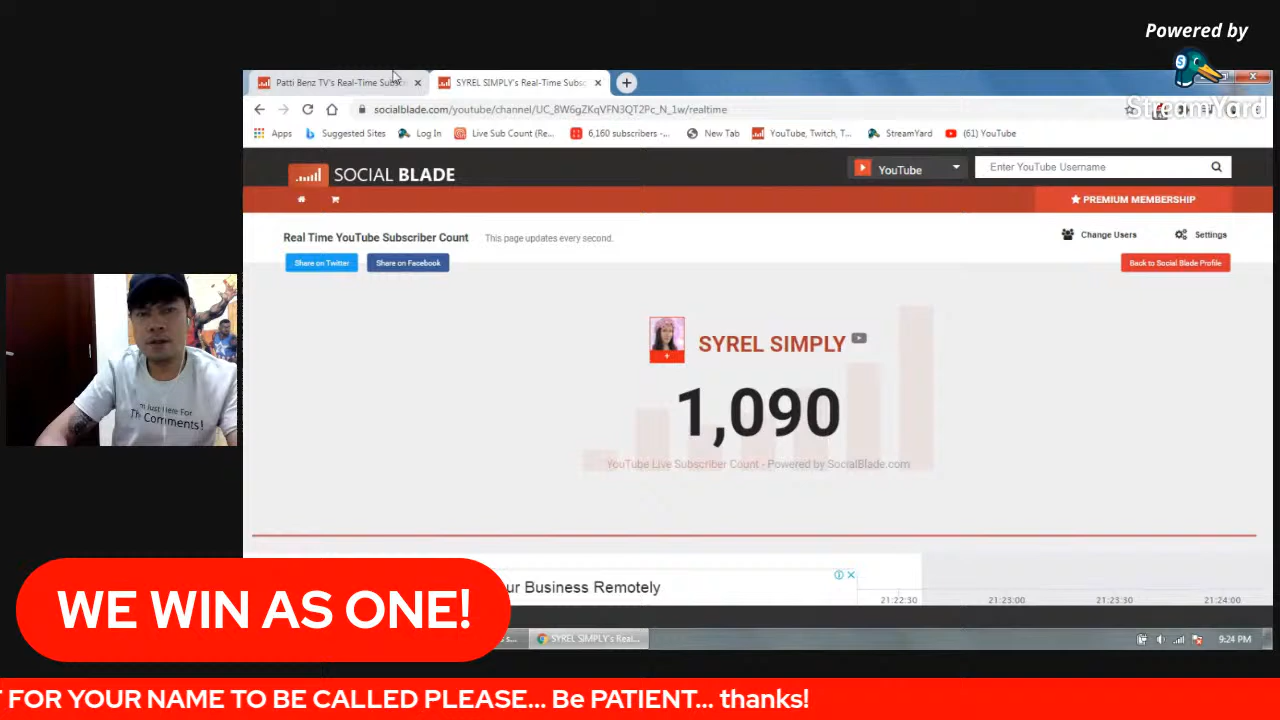 Powered by
StreamYard
Patti Benz TV's Real-Time Subsc
SYREL SIMPLY's Real-Time Subsc
socialblade.com/youtube/channel/UC_8W6gZKqVFN3QT2Pc_N_1w/realtime
Apps
Suggested Sites
Log In
Live Sub Count (Re...
6,160 subscribers -...
New Tab
YouTube, Twitch, T...
StreamYard
(61) YouTube
SOCIAL BLADE
YouTube
Enter YouTube Username
PREMIUM MEMBERSHIP
Real Time YouTube Subscriber Count
This page updates every second.
Change Users
Settings
Share on Twitter
Share on Facebook
Back to Social Blade Profile
SYREL SIMPLY
1,090
YouTube Live Subscriber Count - Powered by SocialBlade.com
I'm Just Here For
The Comments!
ur Business Remotely
21:22:30
21:23:00
21:23:30
21:24:00
WE WIN AS ONE!
SYREL SIMPLY's Real...
9:24 PM
FOR YOUR NAME TO BE CALLED PLEASE... Be PATIENT... thanks!